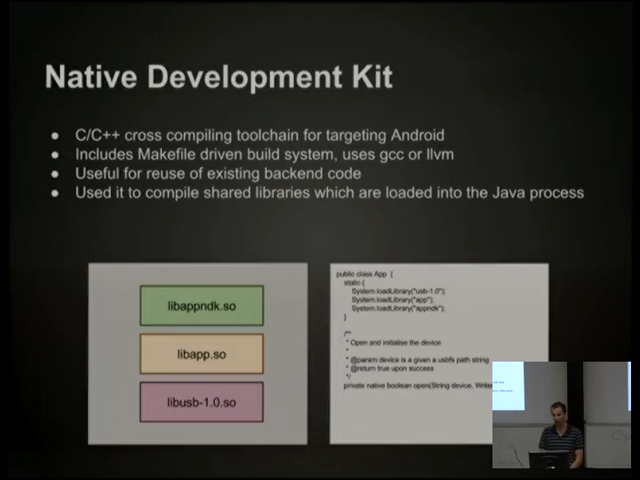 Native Development Kit
● C/C++ cross compiling toolchain for targeting Android
● Includes Makefile driven build system, uses gcc or llvm
● Useful for reuse of existing backend code
● Used it to compile shared libraries which are loaded into the Java process
libappndk.so
libapp.so
libusb-1.0.so
public class App {
static {
System.loadLibrary("usb-1.0");
System.loadLibrary("app");
System.loadLibrary("appndk");
}
/**
* Open and initialise the device
*
* @param device is a given a usbfs path string
* @return true upon success
*/
private native boolean open(String device, Write